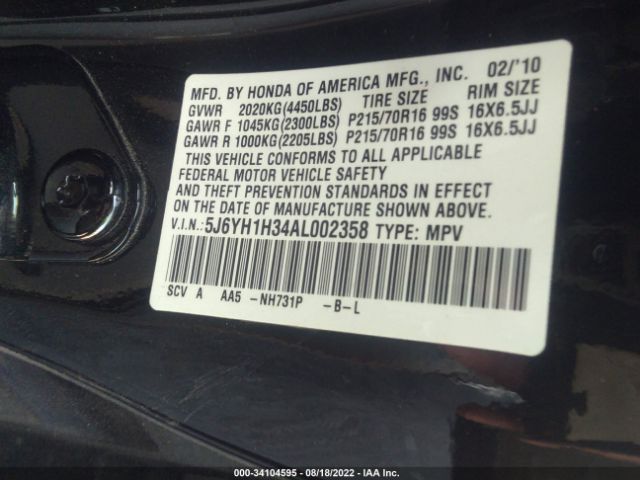 MFD. BY HONDA OF AMERICA MFG., INC. 02/'10
GVWR 2020KG(4450LBS) TIRE SIZE RIM SIZE
GAWR F 1045KG(2300LBS) P215/70R16 99S 16X6.5JJ
GAWR R 1000KG(2205LBS) P215/70R16 99S 16X6.5JJ
THIS VEHICLE CONFORMS TO ALL APPLICABLE
FEDERAL MOTOR VEHICLE SAFETY
AND THEFT PREVENTION STANDARDS IN EFFECT
ON THE DATE OF MANUFACTURE SHOWN ABOVE.
V.I.N.:5J6YH1H34AL002358 TYPE: MPV
SCV A AA5 -NH731P -B-L
000-34104595 - 08/18/2022 - IAA Inc.